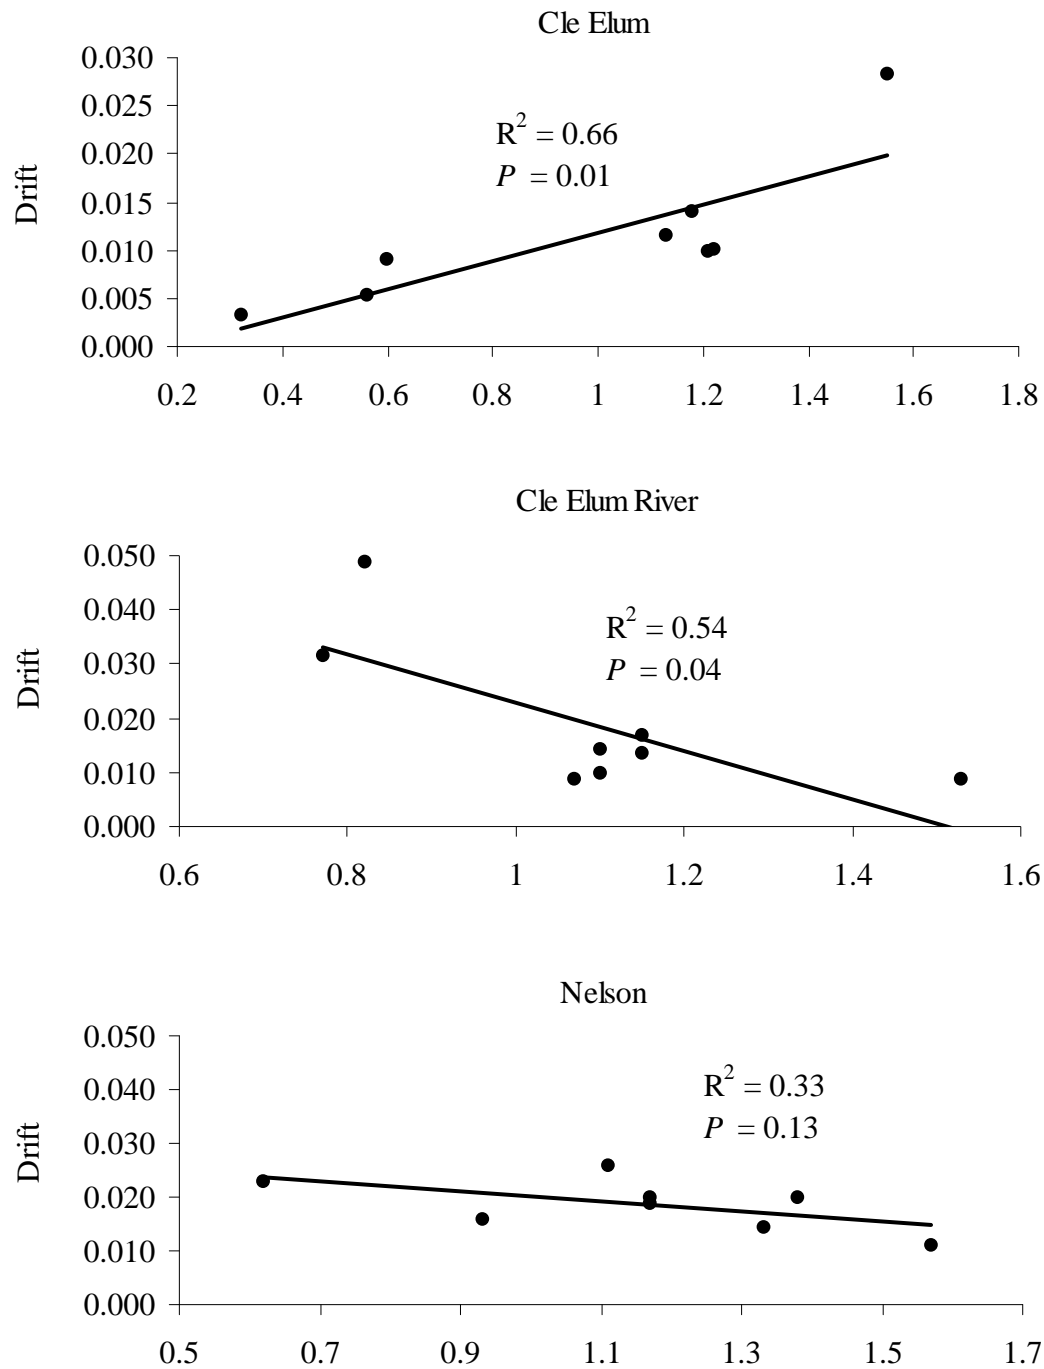 Cle Elum
0.030
0.025
0.020
0.015
0.010
0.005
0.000
Drift
R² = 0.66
P = 0.01
0.2 0.4 0.6 0.8 1 1.2 1.4 1.6 1.8
Cle Elum River
0.050
0.040
0.030
0.020
0.010
0.000
Drift
R² = 0.54
P = 0.04
0.6 0.8 1 1.2 1.4 1.6
Nelson
0.050
0.040
0.030
0.020
0.010
0.000
Drift
R² = 0.33
P = 0.13
0.5 0.7 0.9 1.1 1.3 1.5 1.7